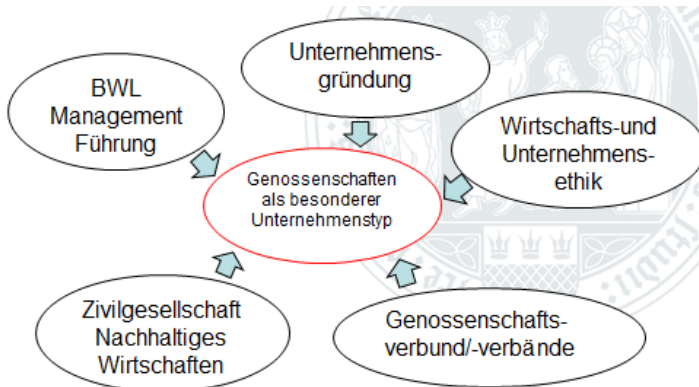 Unternehmens-
gründung
BWL
Management
Führung
Wirtschafts-und
Unternehmens-
ethik
Genossenschaften
als besonderer
Unternehmenstyp
Zivilgesellschaft
Nachhaltiges
Wirtschaften
Genossenschafts-
verbund/-verbände